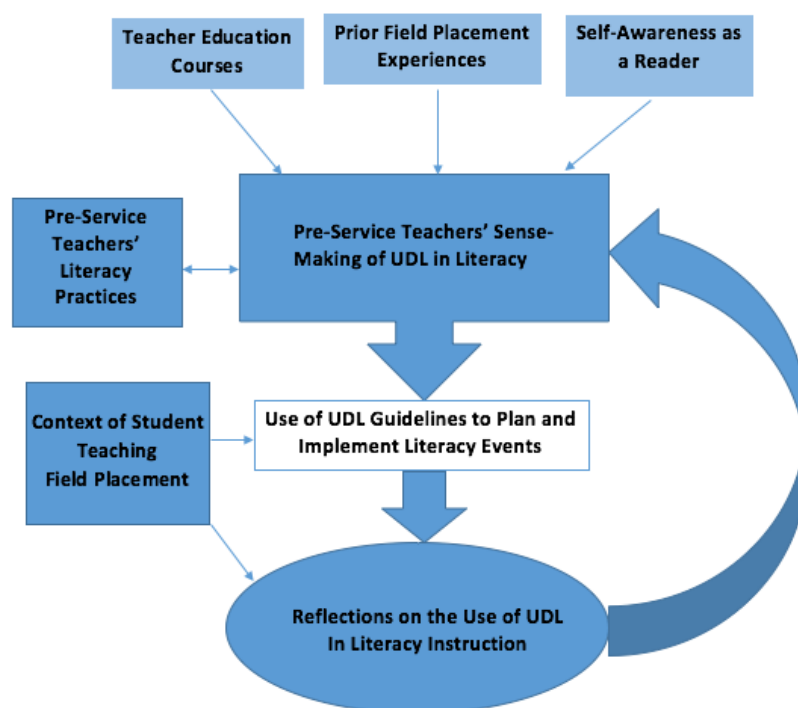 Teacher Education
Courses
Prior Field Placement
Experiences
Self-Awareness as
a Reader
Pre-Service
Teachers’
Literacy
Practices
Pre-Service Teachers’ Sense-
Making of UDL in Literacy
Context of Student
Teaching
Field Placement
Use of UDL Guidelines to Plan and
Implement Literacy Events
Reflections on the Use of UDL
In Literacy Instruction